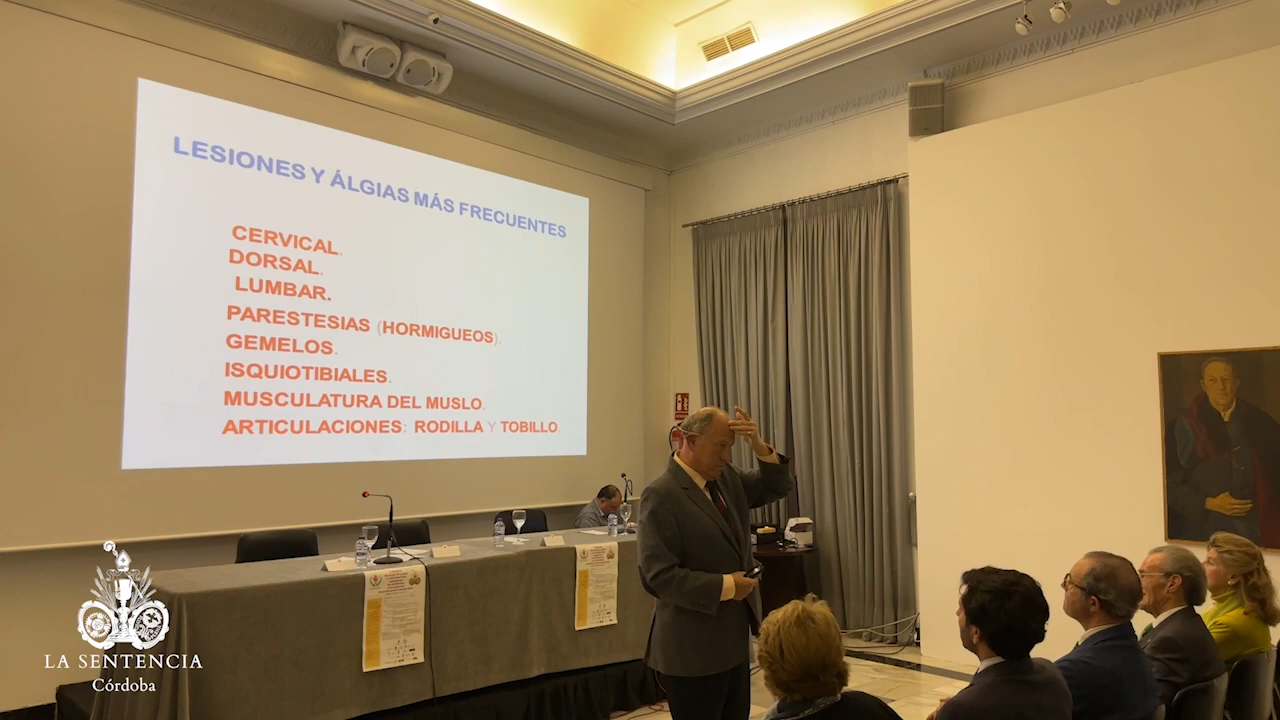 LESIONES Y ÁLGIAS MÁS FRECUENTES
CERVICAL.
DORSAL.
LUMBAR.
PARESTESIAS (HORMIGUEOS).
GEMELOS.
ISQUIOTIBIALES.
MUSCULATURA DEL MUSLO.
ARTICULACIONES: RODILLA Y TOBILLO.
LA SENTENCIA
Córdoba